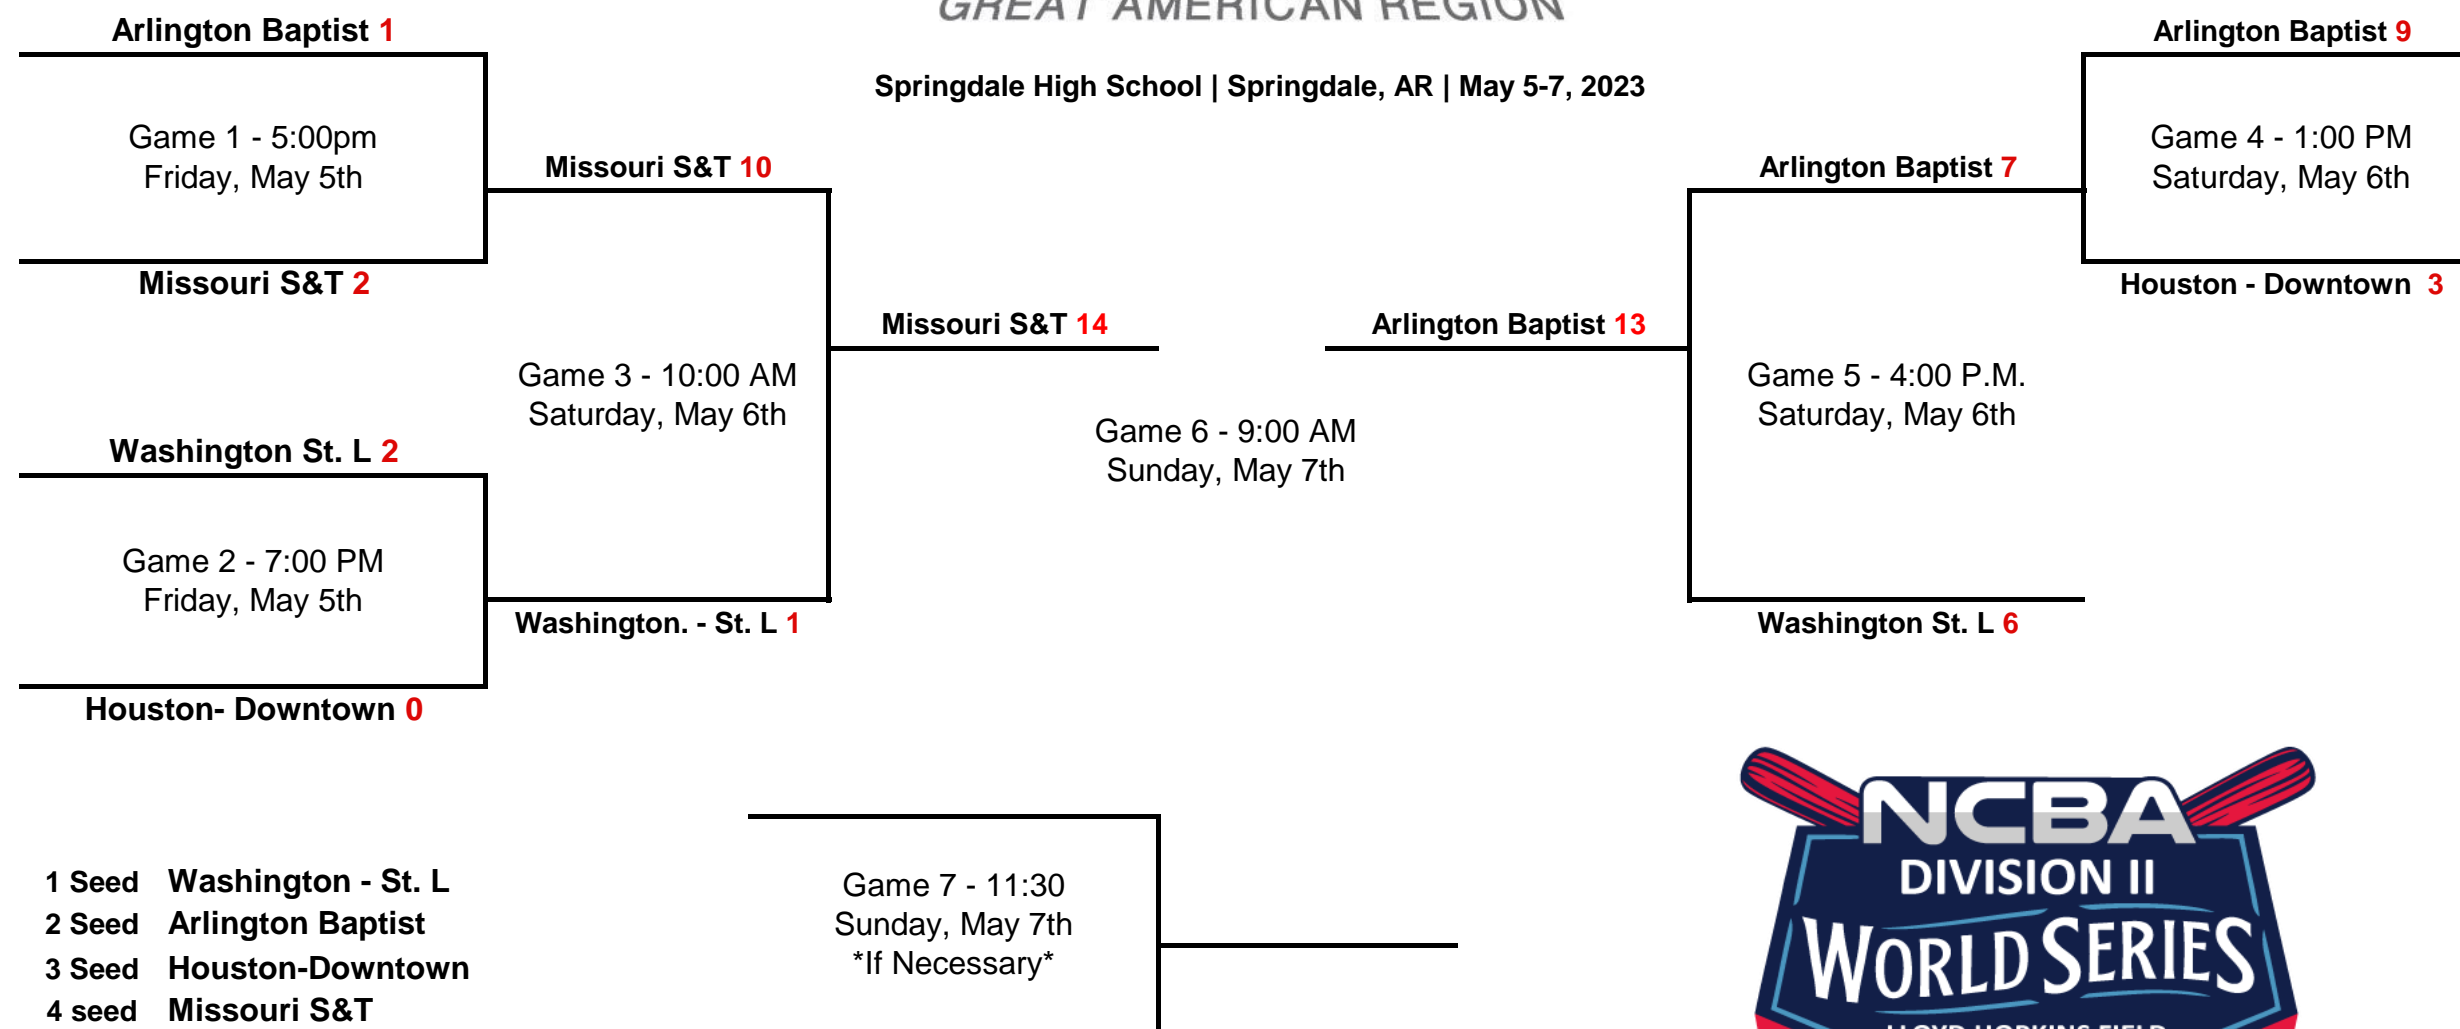 GREAT AMERICAN REGION
Springdale High School | Springdale, AR | May 5-7, 2023
Arlington Baptist 1
Game 1 - 5:00pm
Friday, May 5th
Missouri S&T 2
Missouri S&T 10
Game 3 - 10:00 AM
Saturday, May 6th
Washington St. L 2
Game 2 - 7:00 PM
Friday, May 5th
Houston- Downtown 0
Washington. - St. L 1
Missouri S&T 14
Game 6 - 9:00 AM
Sunday, May 7th
Arlington Baptist 13
Arlington Baptist 7
Game 5 - 4:00 P.M.
Saturday, May 6th
Washington St. L 6
Arlington Baptist 9
Game 4 - 1:00 PM
Saturday, May 6th
Houston - Downtown 3
Game 7 - 11:30
Sunday, May 7th
*If Necessary*
1 Seed Washington - St. L
2 Seed Arlington Baptist
3 Seed Houston-Downtown
4 seed Missouri S&T
NCBA
DIVISION II
WORLD SERIES
LLOYD HOPKINS FIELD